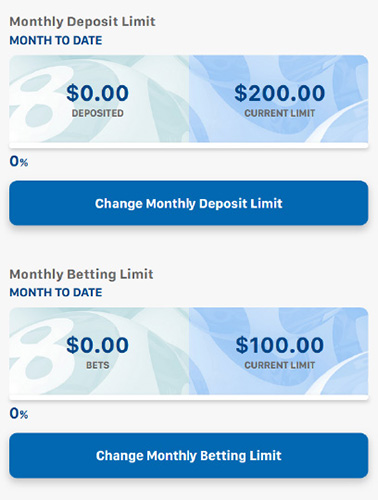 Monthly Deposit Limit
MONTH TO DATE
$0.00 $200.00
DEPOSITED CURRENT LIMIT
0%
Change Monthly Deposit Limit
Monthly Betting Limit
MONTH TO DATE
$0.00 $100.00
BETS CURRENT LIMIT
0%
Change Monthly Betting Limit